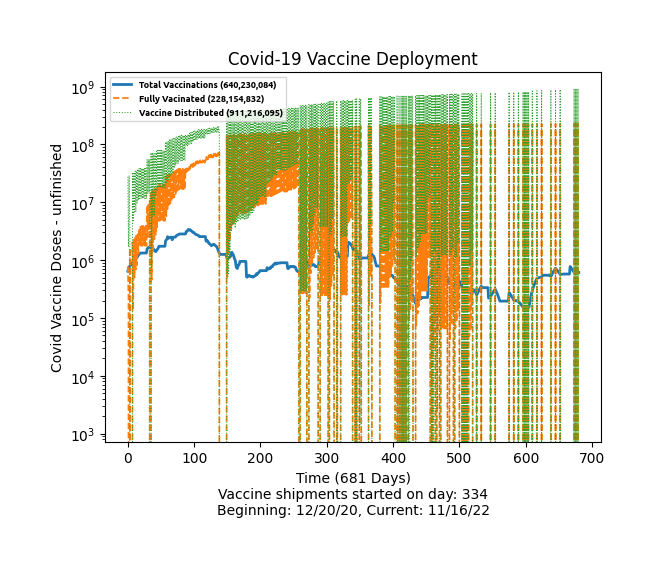 Covid-19 Vaccine Deployment
Total Vaccinations (640,230,084)
Fully Vacinated (228,154,832)
Vaccine Distributed (911,216,095)
Covid Vaccine Doses - unfinished
10⁹
10⁸
10⁷
10⁶
10⁵
10⁴
10³
0 100 200 300 400 500 600 700
Time (681 Days)
Vaccine shipments started on day: 334
Beginning: 12/20/20, Current: 11/16/22